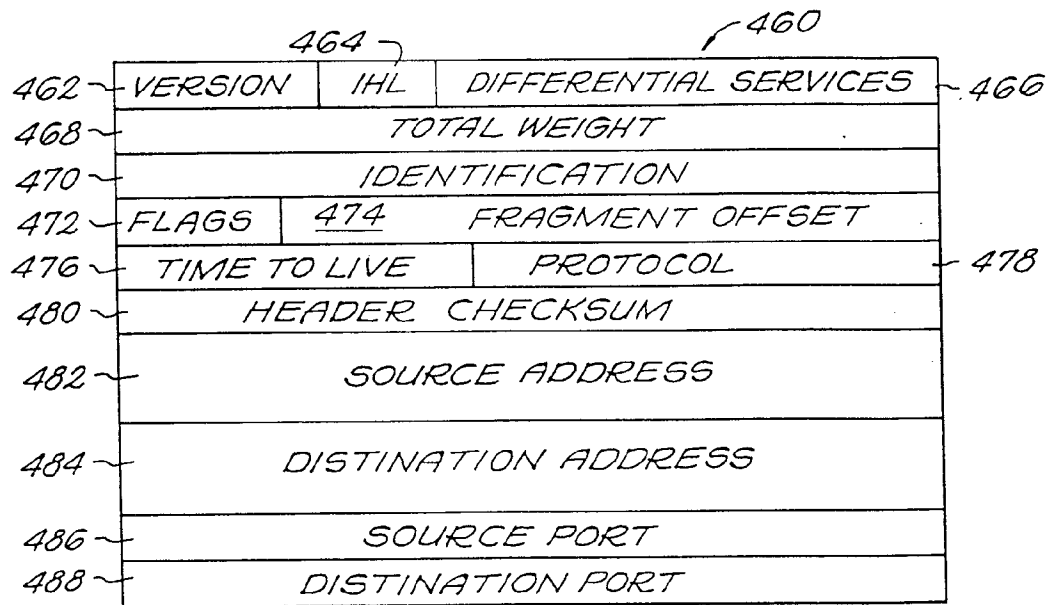 464 460
462 VERSION IHL DIFFERENTIAL SERVICES 466
468 TOTAL WEIGHT
470 IDENTIFICATION
472 FLAGS 474 FRAGMENT OFFSET
476 TIME TO LIVE PROTOCOL 478
480 HEADER CHECKSUM
482 SOURCE ADDRESS
484 DISTINATION ADDRESS
486 SOURCE PORT
488 DISTINATION PORT